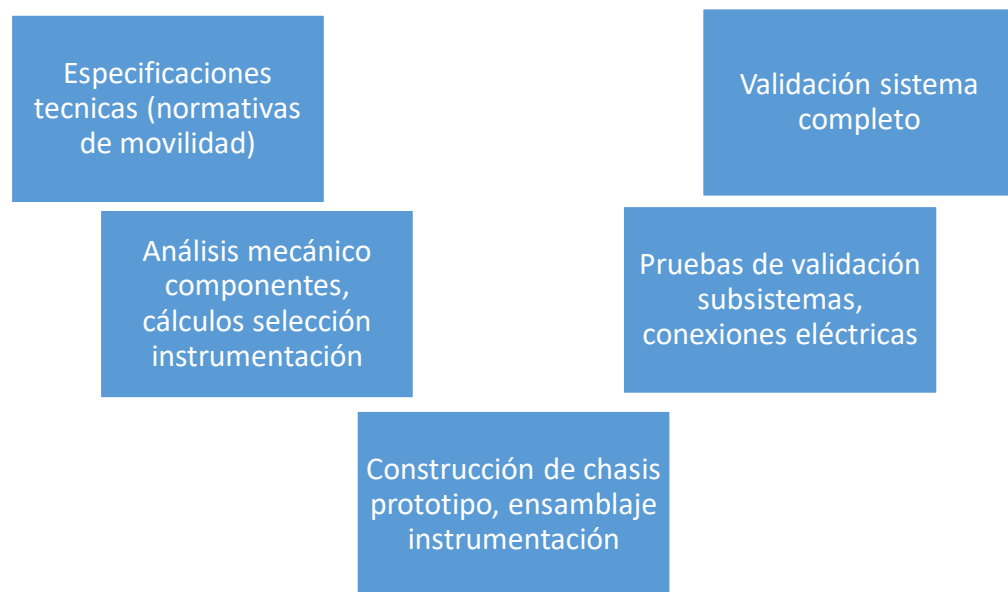 Especificaciones
tecnicas (normativas
de movilidad)
Validación sistema
completo
Análisis mecánico
componentes,
cálculos selección
instrumentación
Pruebas de validación
subsistemas,
conexiones eléctricas
Construcción de chasis
prototipo, ensamblaje
instrumentación